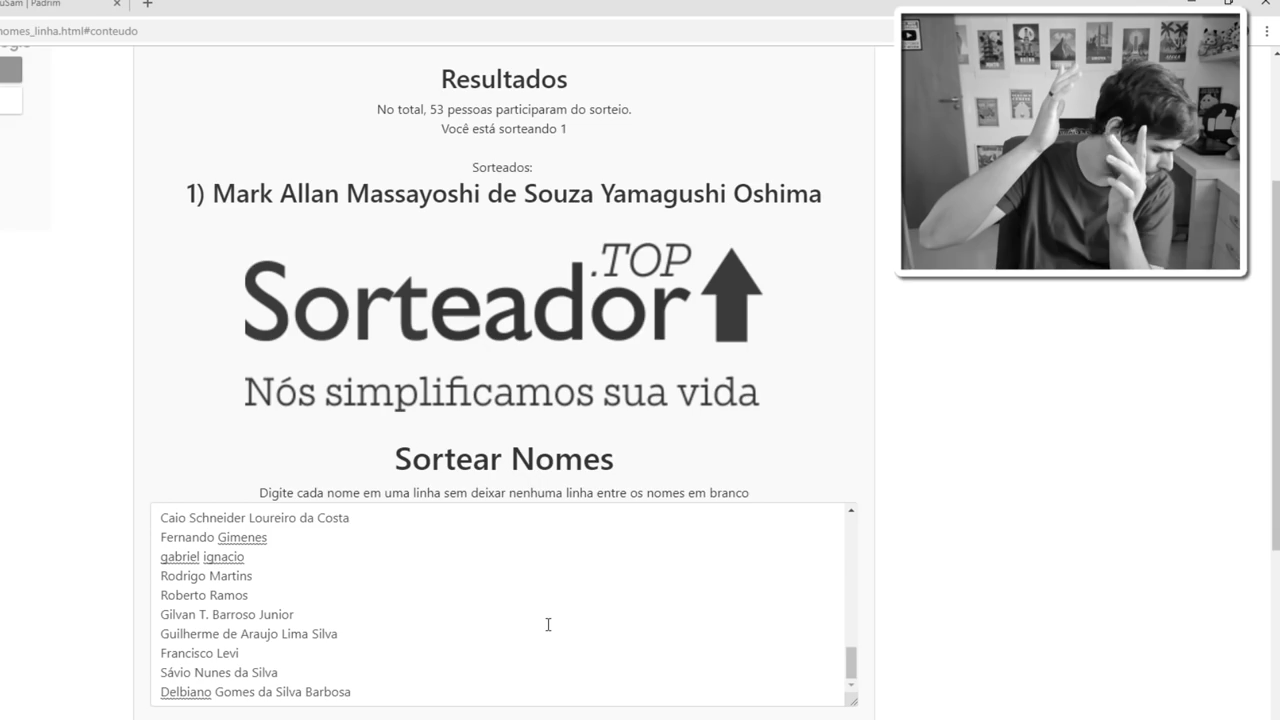 Padrim
nomes_linha.html#conteudo
Resultados
No total, 53 pessoas participaram do sorteio.
Você está sorteando 1
Sorteados:
1) Mark Allan Massayoshi de Souza Yamagushi Oshima
Sorteador.TOP
Nós simplificamos sua vida
Sortear Nomes
Digite cada nome em uma linha sem deixar nenhuma linha entre os nomes em branco
Caio Schneider Loureiro da Costa
Fernando Gimenes
gabriel ignacio
Rodrigo Martins
Roberto Ramos
Gilvan T. Barroso Junior
Guilherme de Araujo Lima Silva
Francisco Levi
Sávio Nunes da Silva
Delbiano Gomes da Silva Barbosa